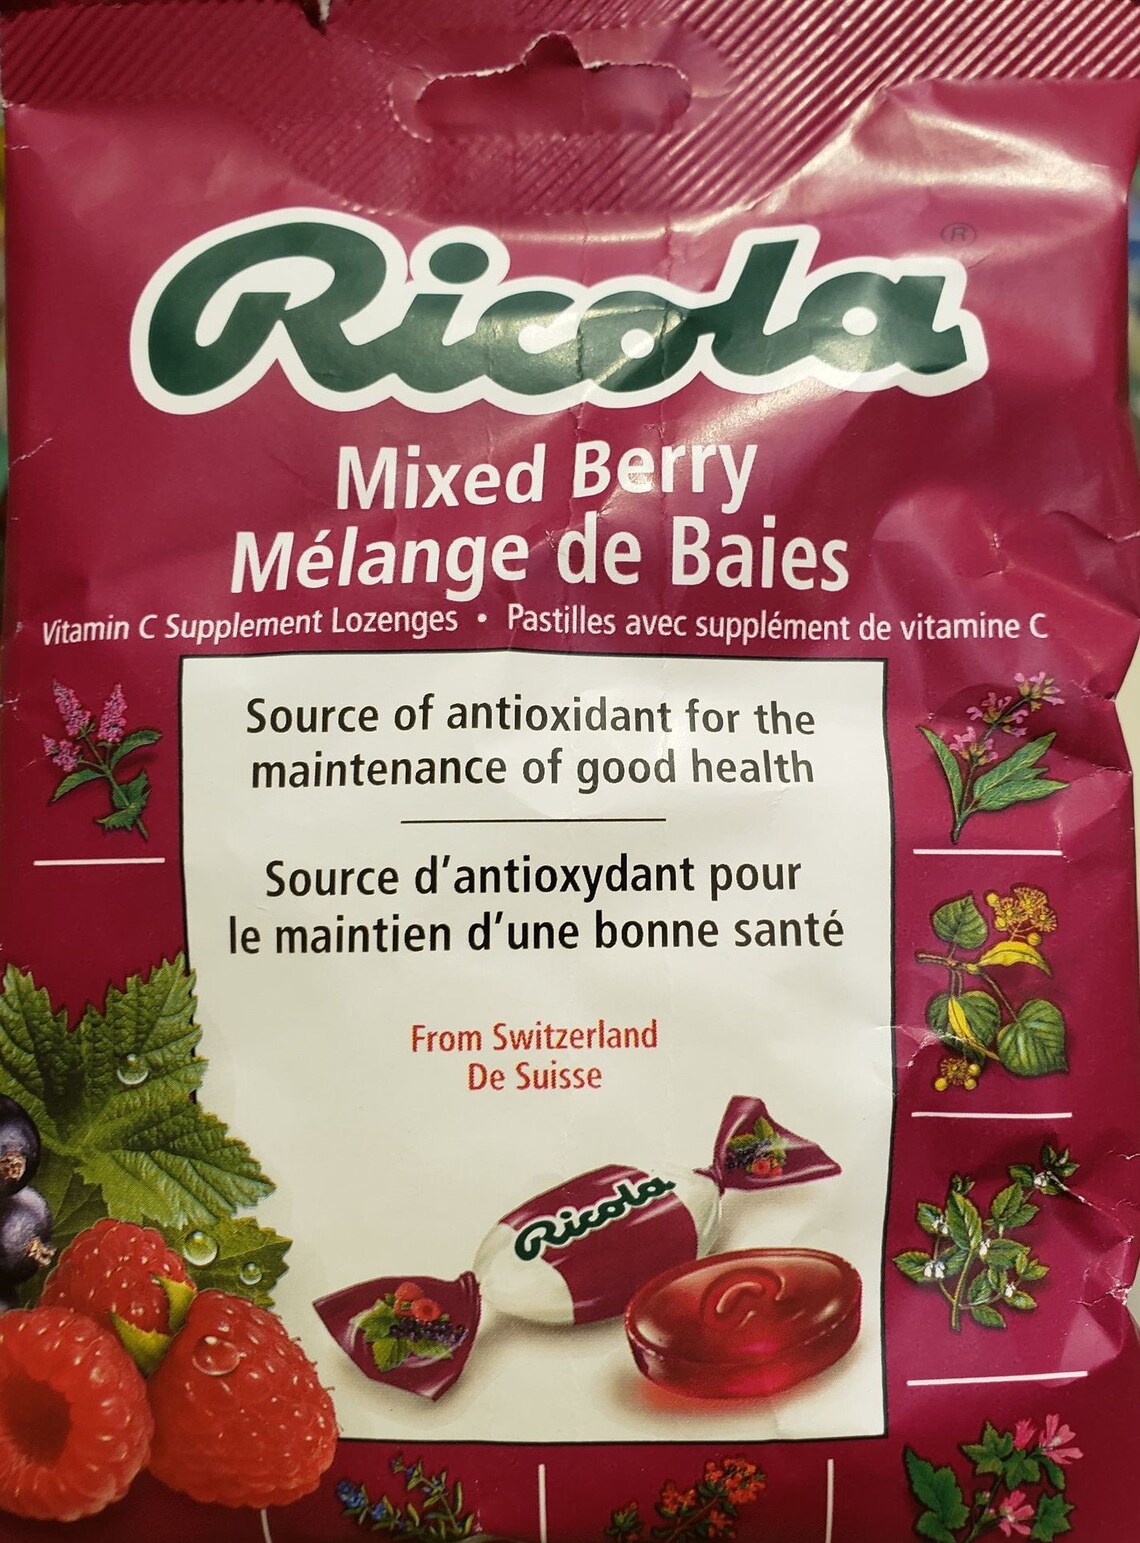 Ricola®
Mixed Berry
Mélange de Baies
Vitamin C Supplement Lozenges • Pastilles avec supplément de vitamine C
Source of antioxidant for the
maintenance of good health
Source d'antioxydant pour
le maintien d'une bonne santé
From Switzerland
De Suisse
Ricola